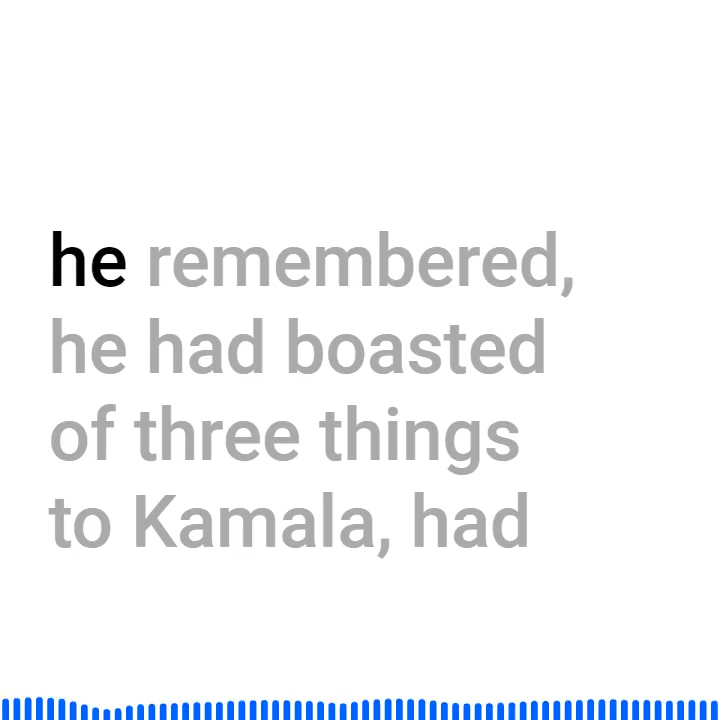 he remembered,
he had boasted
of three things
to Kamala, had